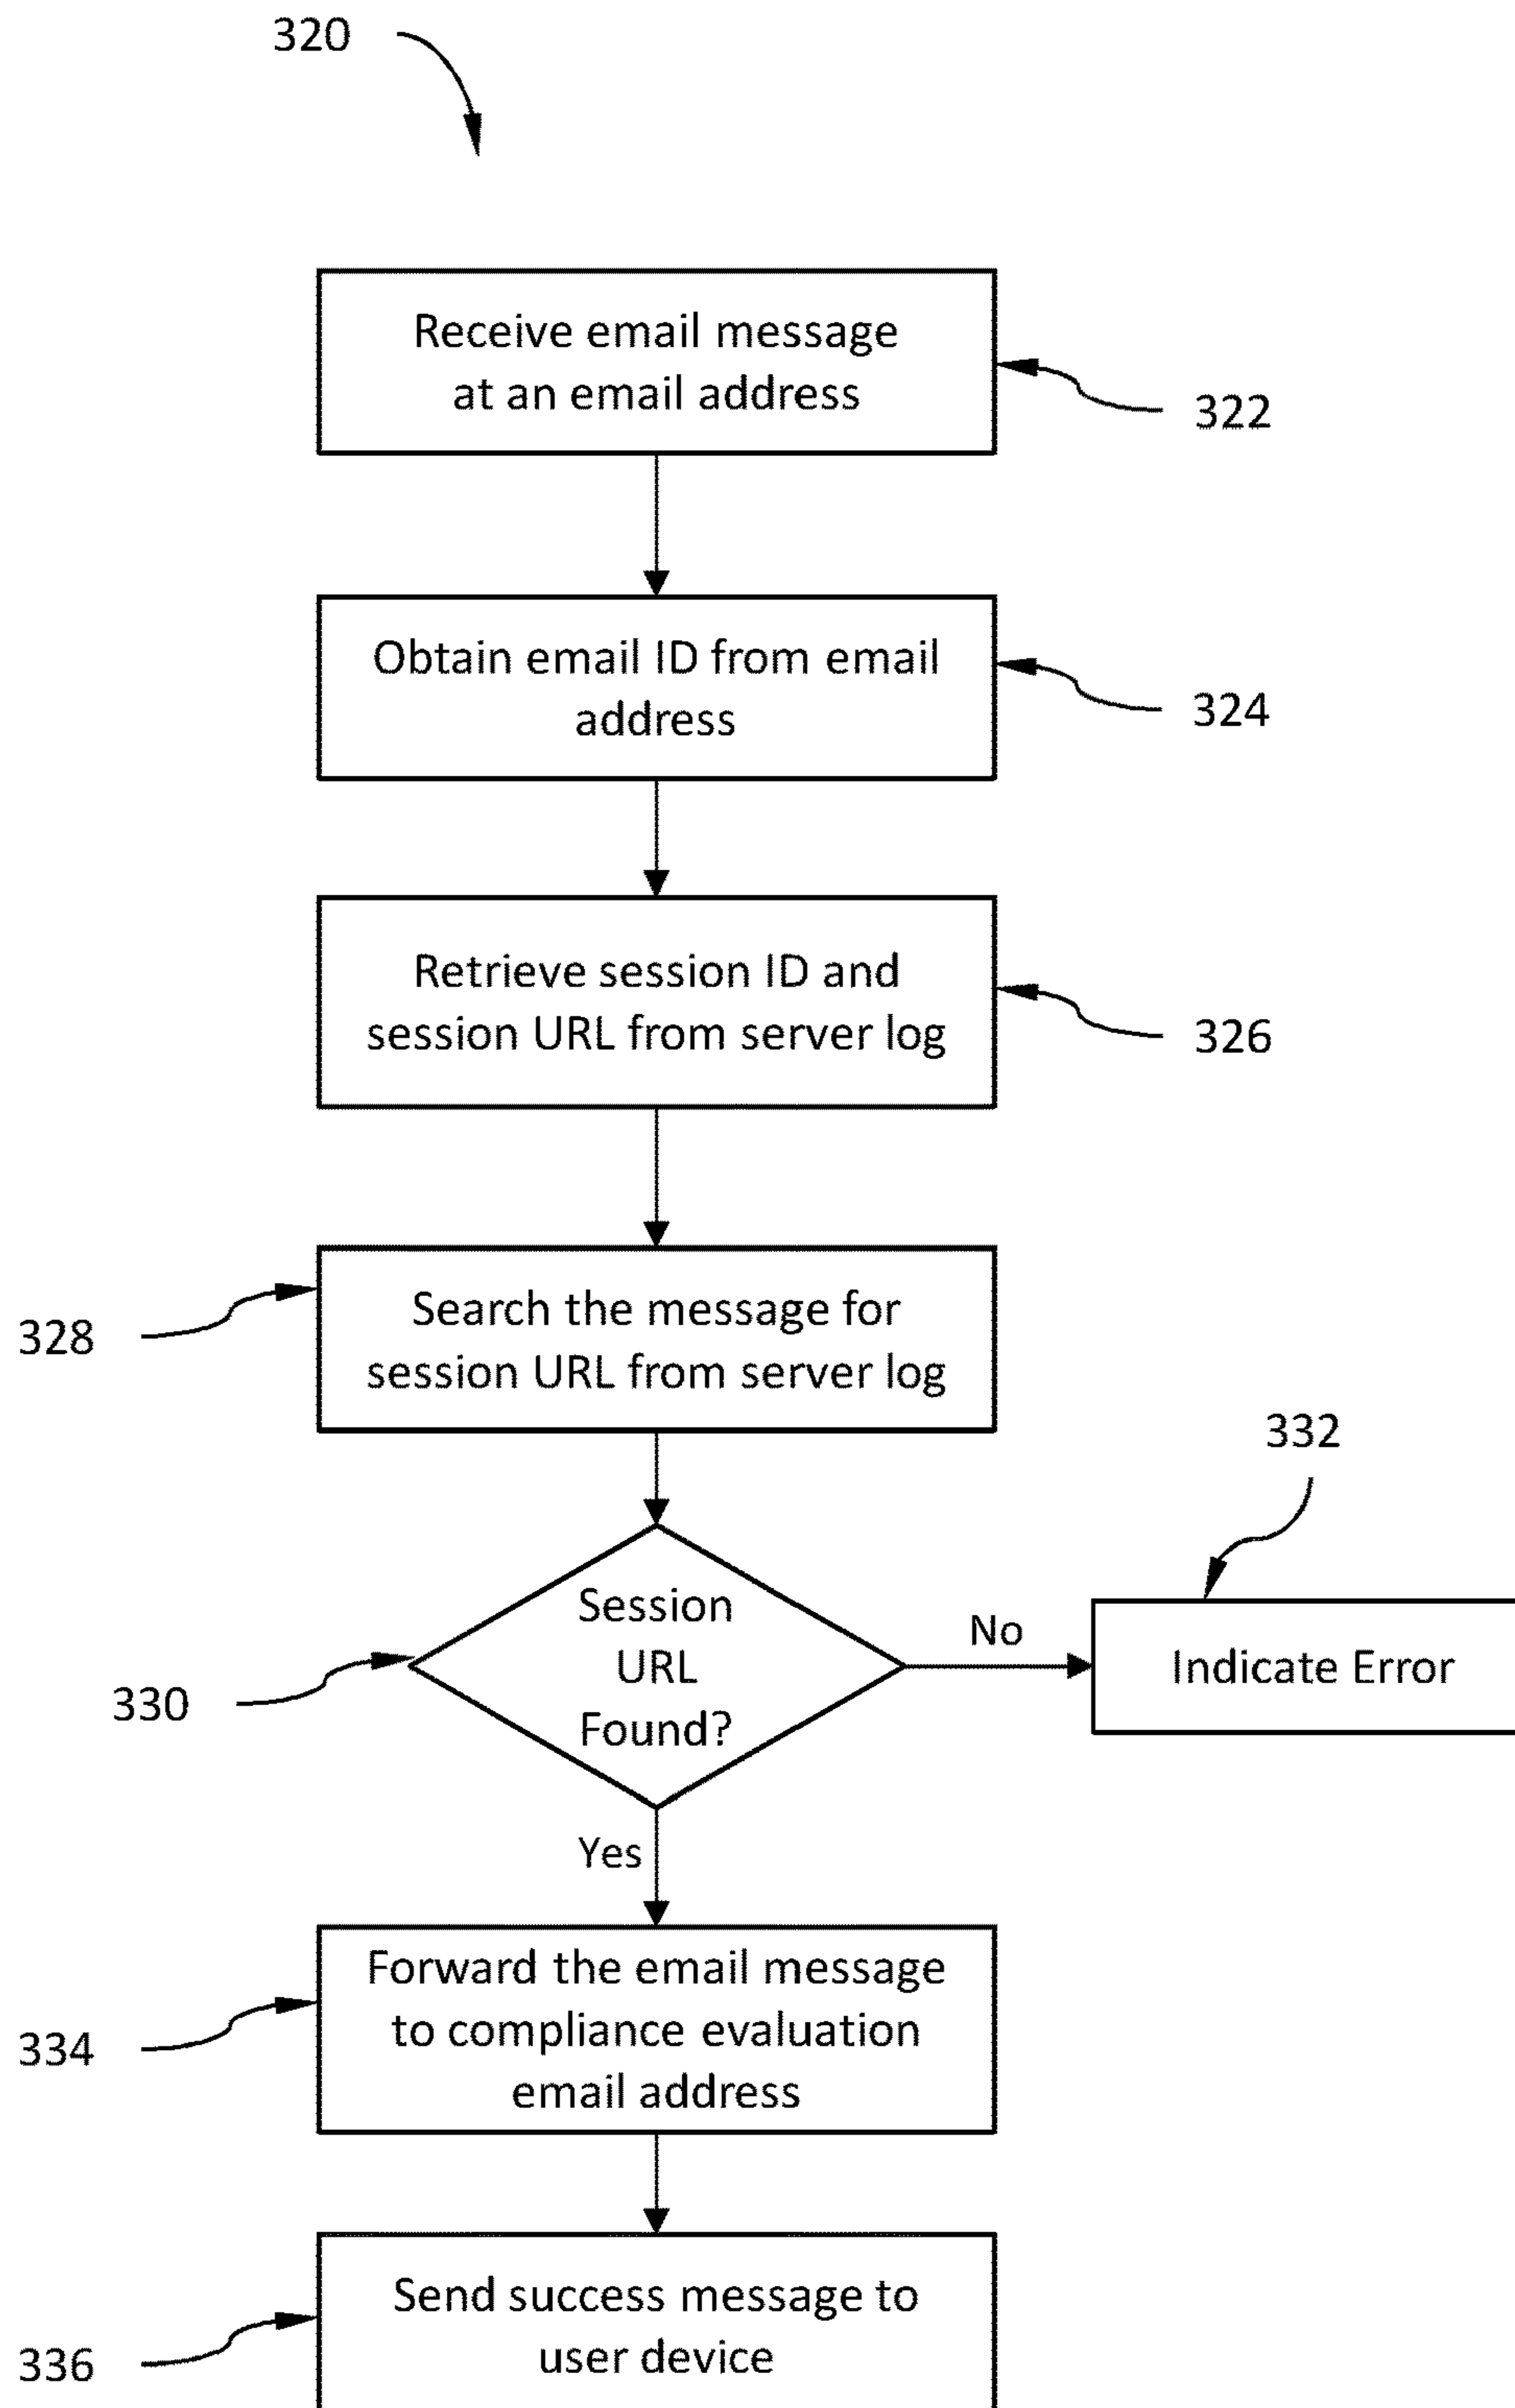 320
Receive email message
at an email address
322
Obtain email ID from email
address
324
Retrieve session ID and
session URL from server log
326
Search the message for
session URL from server log
328
332
Session
URL
Found?
No
Indicate Error
330
Yes
Forward the email message
to compliance evaluation
email address
334
Send success message to
user device
336